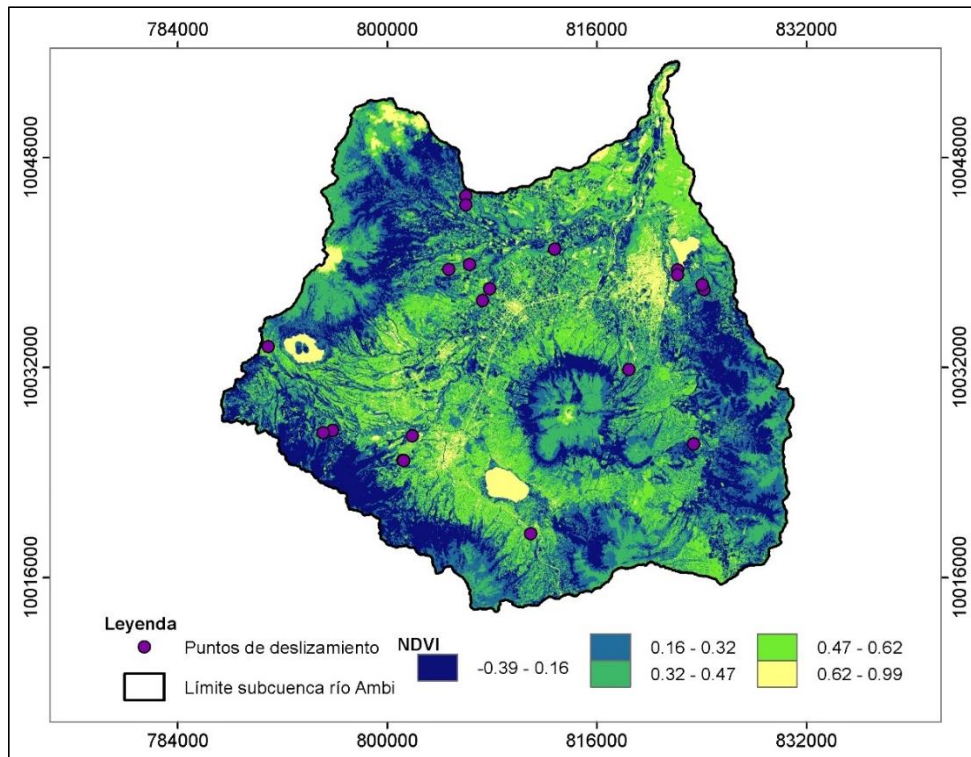 784000 800000 816000 832000
10048000 10048000
10032000 10032000
10016000 10016000
Leyenda
Puntos de deslizamiento
Límite subcuenca río Ambi
NDVI
-0.39 - 0.16
0.16 - 0.32
0.32 - 0.47
0.47 - 0.62
0.62 - 0.99
784000 800000 816000 832000